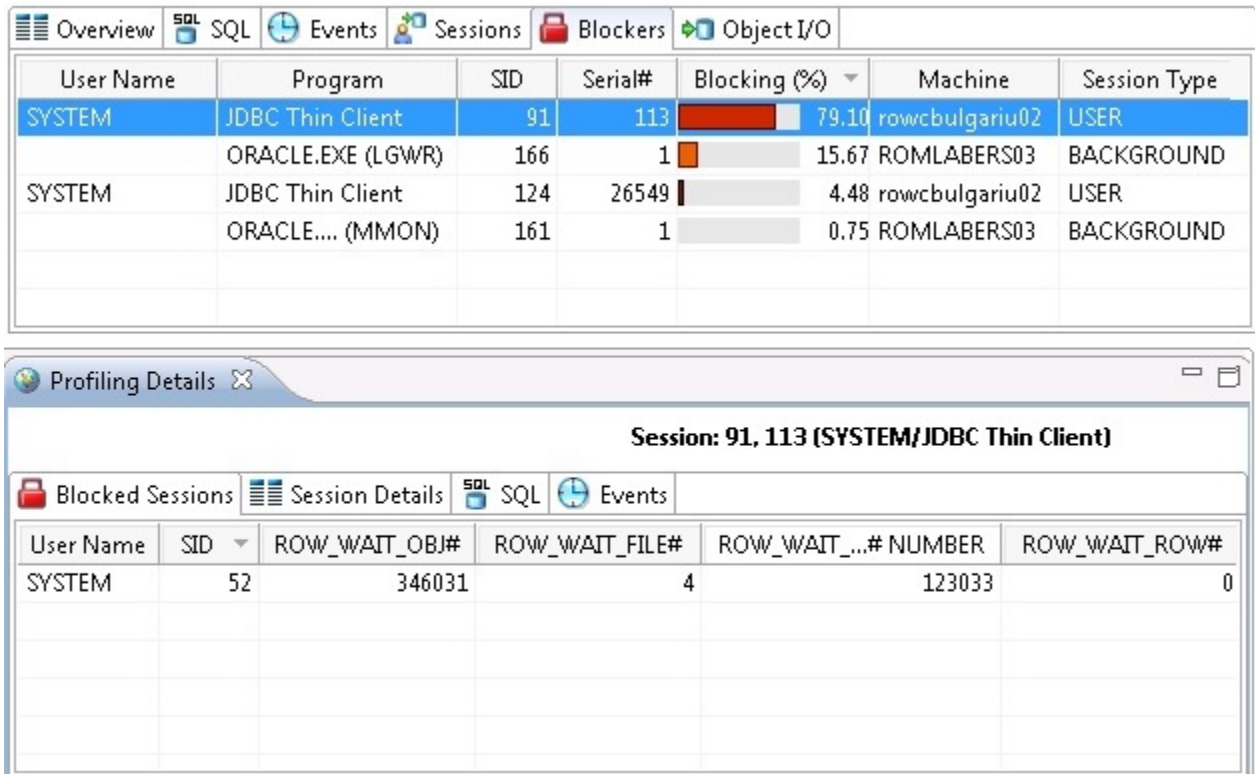 Overview SQL SQL Events Sessions Blockers Object I/O
User Name Program SID Serial# Blocking (%) Machine Session Type
SYSTEM JDBC Thin Client 91 113 79.10 rowcbulgariu02 USER
ORACLE.EXE (LGWR) 166 1 15.67 ROMLABERS03 BACKGROUND
SYSTEM JDBC Thin Client 124 26549 4.48 rowcbulgariu02 USER
ORACLE.... (MMON) 161 1 0.75 ROMLABERS03 BACKGROUND
Profiling Details
Session: 91, 113 (SYSTEM/JDBC Thin Client)
Blocked Sessions Session Details SQL SQL Events
User Name SID ROW_WAIT_OBJ# ROW_WAIT_FILE# ROW_WAIT_...# NUMBER ROW_WAIT_ROW#
SYSTEM 52 346031 4 123033 0